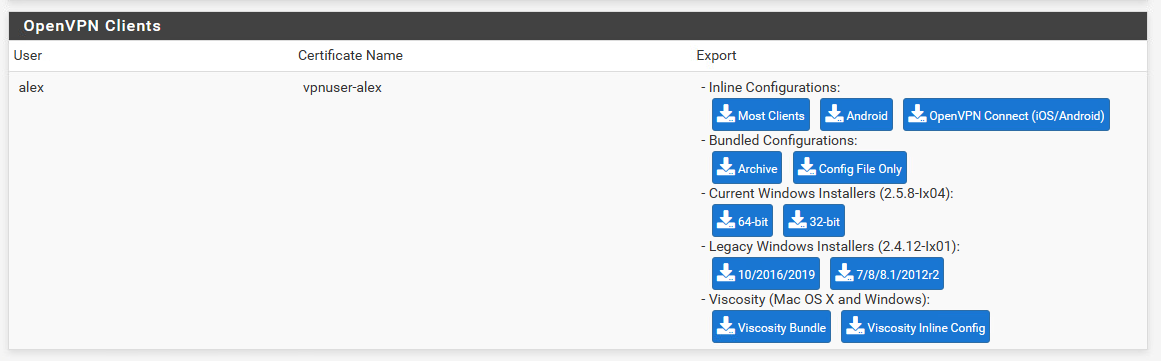 OpenVPN Clients
User Certificate Name Export
alex vpnuser-alex - Inline Configurations:
Most Clients Android OpenVPN Connect (iOS/Android)
- Bundled Configurations:
Archive Config File Only
- Current Windows Installers (2.5.8-Ix04):
64-bit 32-bit
- Legacy Windows Installers (2.4.12-Ix01):
10/2016/2019 7/8/8.1/2012r2
- Viscosity (Mac OS X and Windows):
Viscosity Bundle Viscosity Inline Config